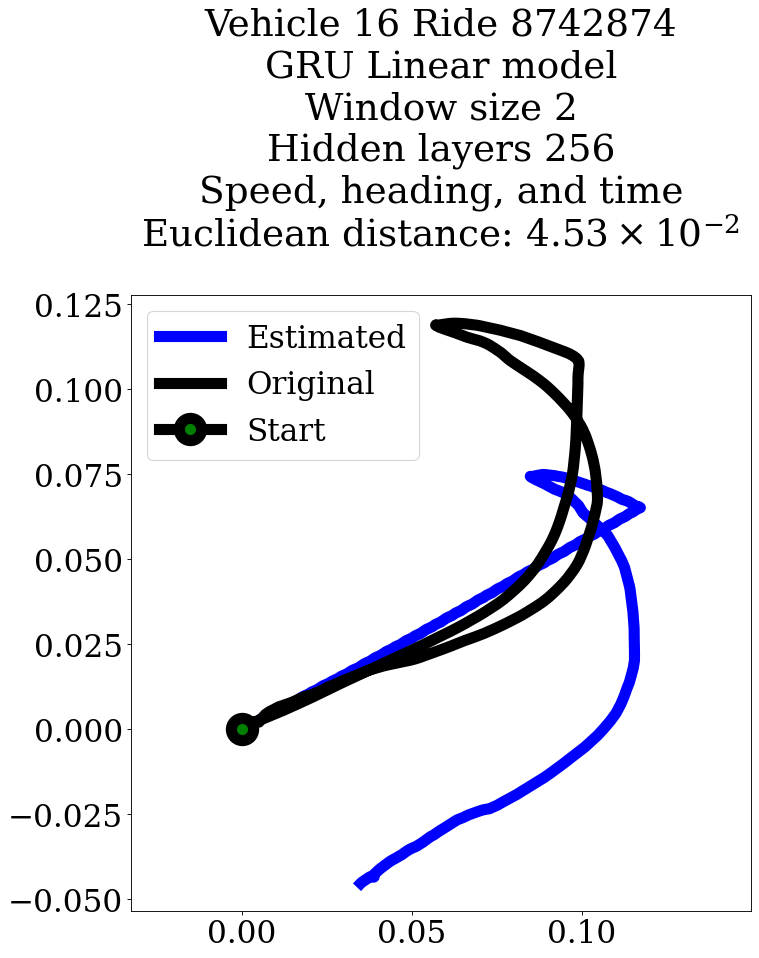 Vehicle 16 Ride 8742874
GRU Linear model
Window size 2
Hidden layers 256
Speed, heading, and time
Euclidean distance: 4.53 × 10⁻²
0.125
0.100
0.075
0.050
0.025
0.000
−0.025
−0.050
Estimated
Original
Start
0.00 0.05 0.10